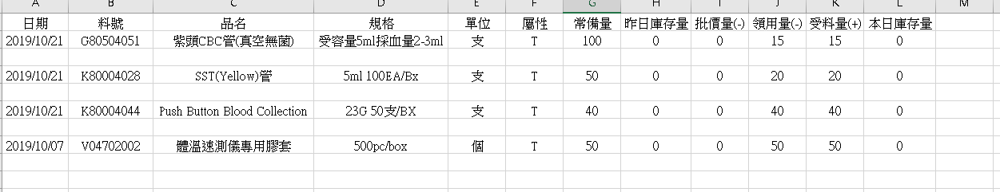 A B C D E F G H I J K L M
日期 料號 品名 規格 單位 屬性 常備量 昨日庫存量 批價量(-) 領用量(-) 受料量(+) 本日庫存量
2019/10/21 G80504051 紫頭CBC管(真空無菌) 受容量5ml採血量2-3ml 支 T 100 0 0 15 15 0
2019/10/21 K80004028 SST(Yellow)管 5ml 100EA/Bx 支 T 50 0 0 20 20 0
2019/10/21 K80004044 Push Button Blood Collection 23G 50支/BX 支 T 40 0 0 40 40 0
2019/10/07 V04702002 體溫速測儀專用膠套 500pc/box 個 T 50 0 0 50 50 0